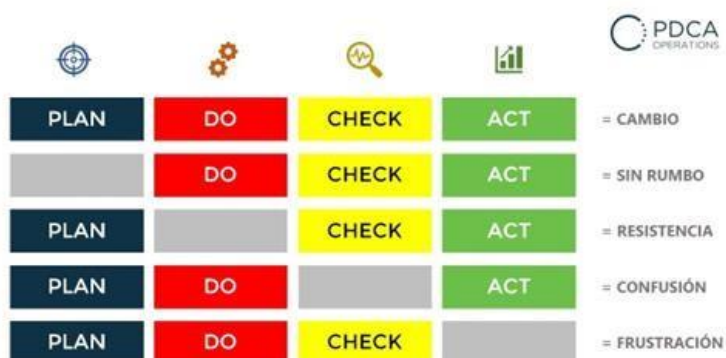 PDCA
OPERATIONS
PLAN DO CHECK ACT = CAMBIO
DO CHECK ACT = SIN RUMBO
PLAN CHECK ACT = RESISTENCIA
PLAN DO ACT = CONFUSIÓN
PLAN DO CHECK = FRUSTRACIÓN